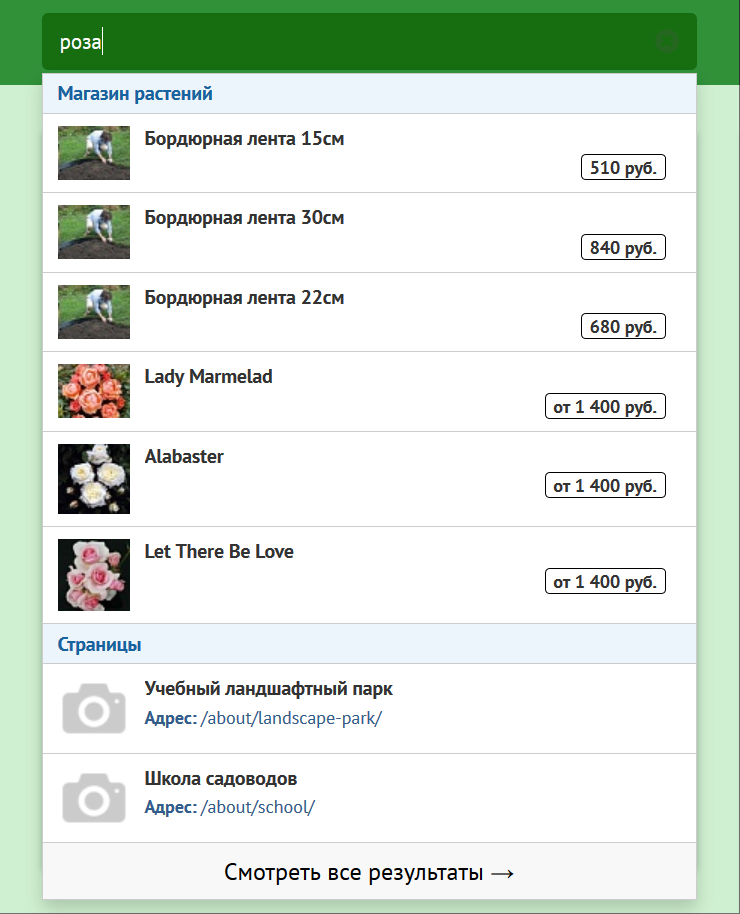 роза
Магазин растений
Бордюрная лента 15см
510 руб.
Бордюрная лента 30см
840 руб.
Бордюрная лента 22см
680 руб.
Lady Marmelad
от 1 400 руб.
Alabaster
от 1 400 руб.
Let There Be Love
от 1 400 руб.
Страницы
Учебный ландшафтный парк
Адрес: /about/landscape-park/
Школа садоводов
Адрес: /about/school/
Смотреть все результаты →